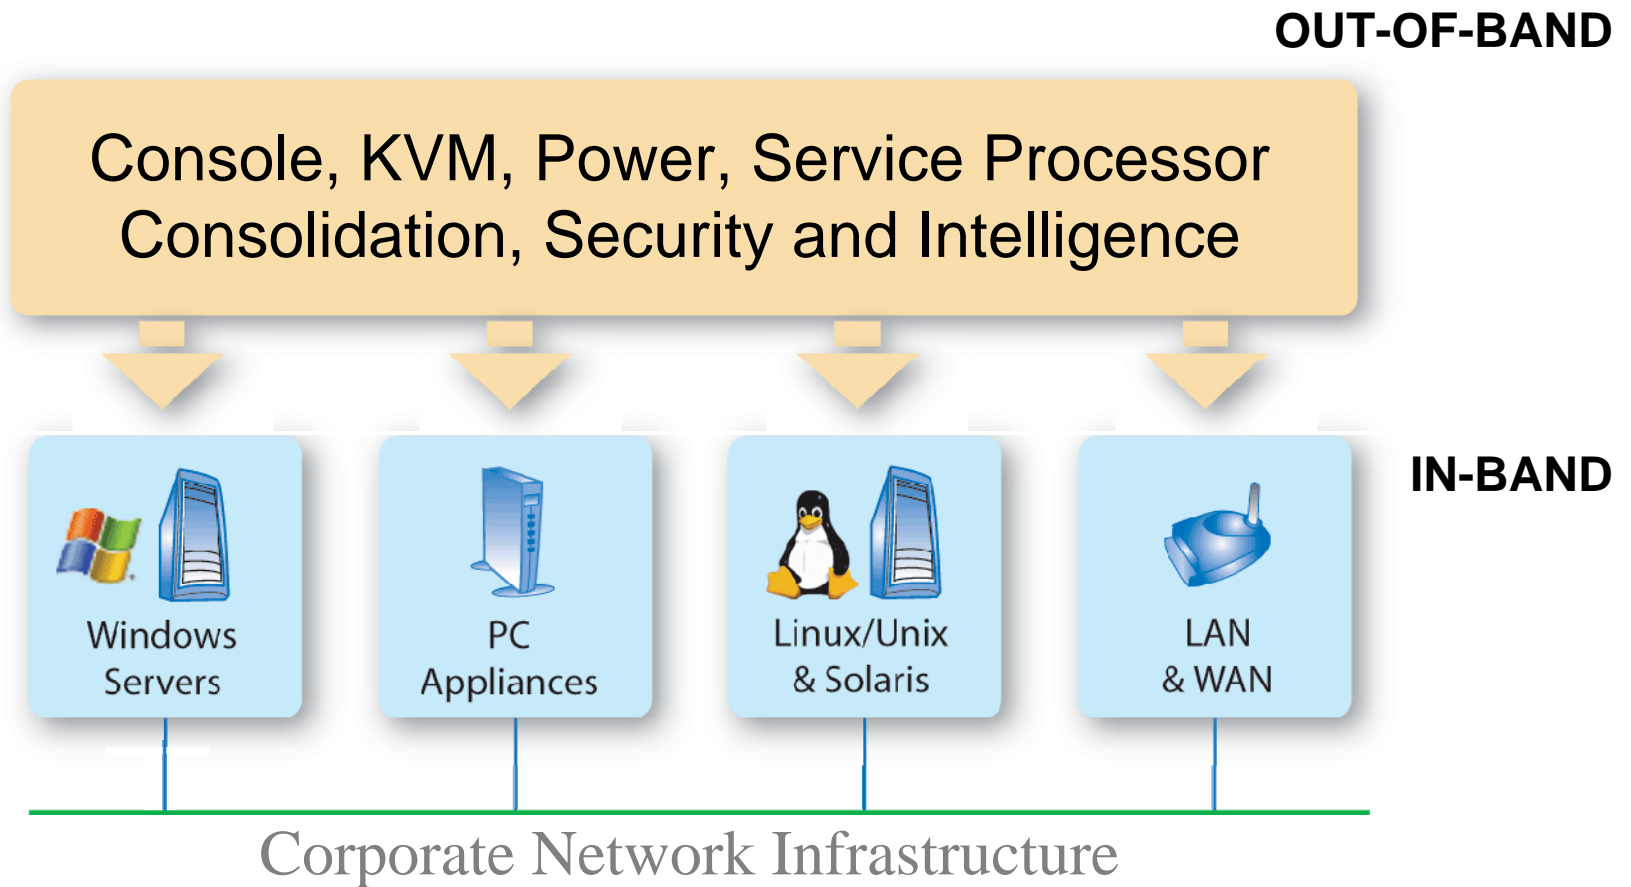 OUT-OF-BAND
Console, KVM, Power, Service Processor
Consolidation, Security and Intelligence
IN-BAND
Windows
Servers
PC
Appliances
Linux/Unix
& Solaris
LAN
& WAN
Corporate Network Infrastructure